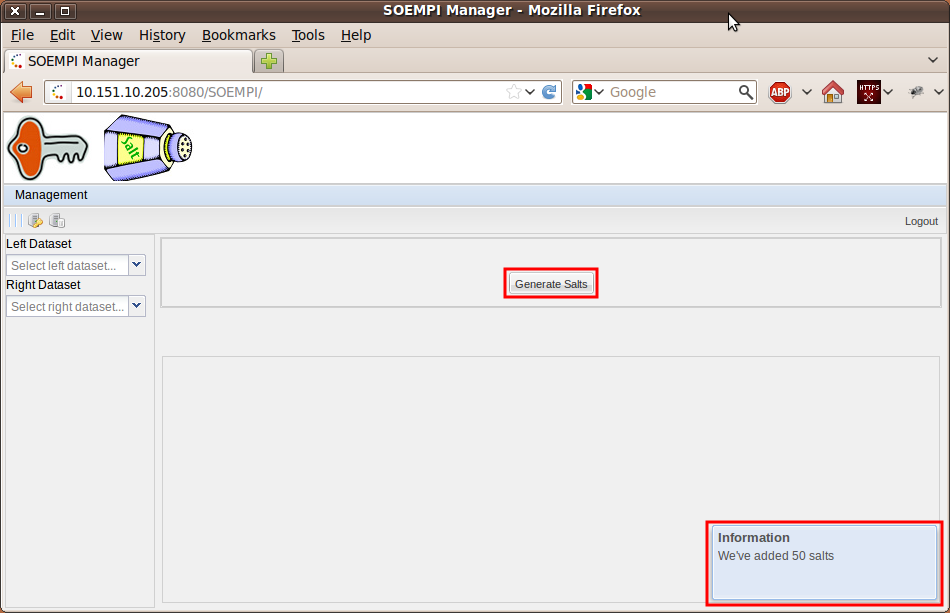 SOEMPI Manager - Mozilla Firefox
File Edit View History Bookmarks Tools Help
SOEMPI Manager
10.151.10.205:8080/SOEMPI/
Google
ABP
HTTPS
Salt
Management
Logout
Left Dataset
Select left dataset...
Right Dataset
Select right dataset...
Generate Salts
Information
We've added 50 salts